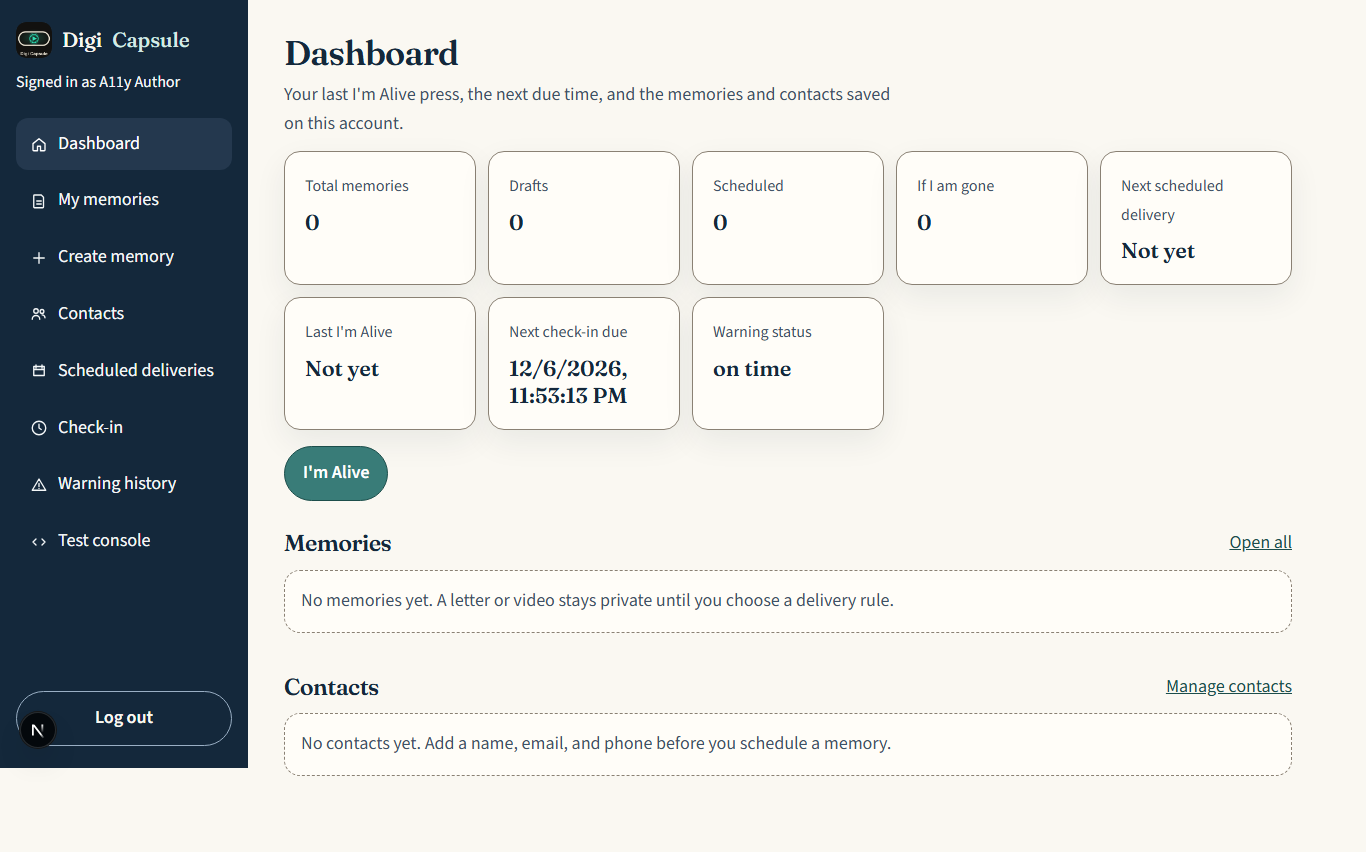 Digi Capsule
Digi Capsule
Signed in as A11y Author
Dashboard
My memories
Create memory
Contacts
Scheduled deliveries
Check-in
Warning history
Test console
Log out
N
Dashboard
Your last I'm Alive press, the next due time, and the memories and contacts saved
on this account.
Total memories
0
Drafts
0
Scheduled
0
If I am gone
0
Next scheduled
delivery
Not yet
Last I'm Alive
Not yet
Next check-in due
12/6/2026,
11:53:13 PM
Warning status
on time
I'm Alive
Memories
Open all
No memories yet. A letter or video stays private until you choose a delivery rule.
Contacts
Manage contacts
No contacts yet. Add a name, email, and phone before you schedule a memory.